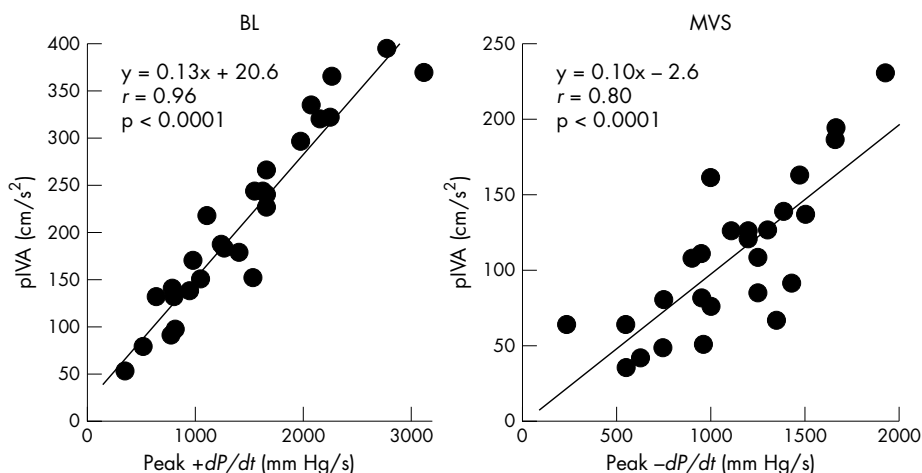 BL
y = 0.13x + 20.6
r = 0.96
p < 0.0001
pIVA (cm/s²)
400
350
300
250
200
150
100
50
0
0 1000 2000 3000
Peak +dP/dt (mm Hg/s)
MVS
y = 0.10x – 2.6
r = 0.80
p < 0.0001
pIVA (cm/s²)
250
200
150
100
50
0
0 500 1000 1500 2000
Peak –dP/dt (mm Hg/s)